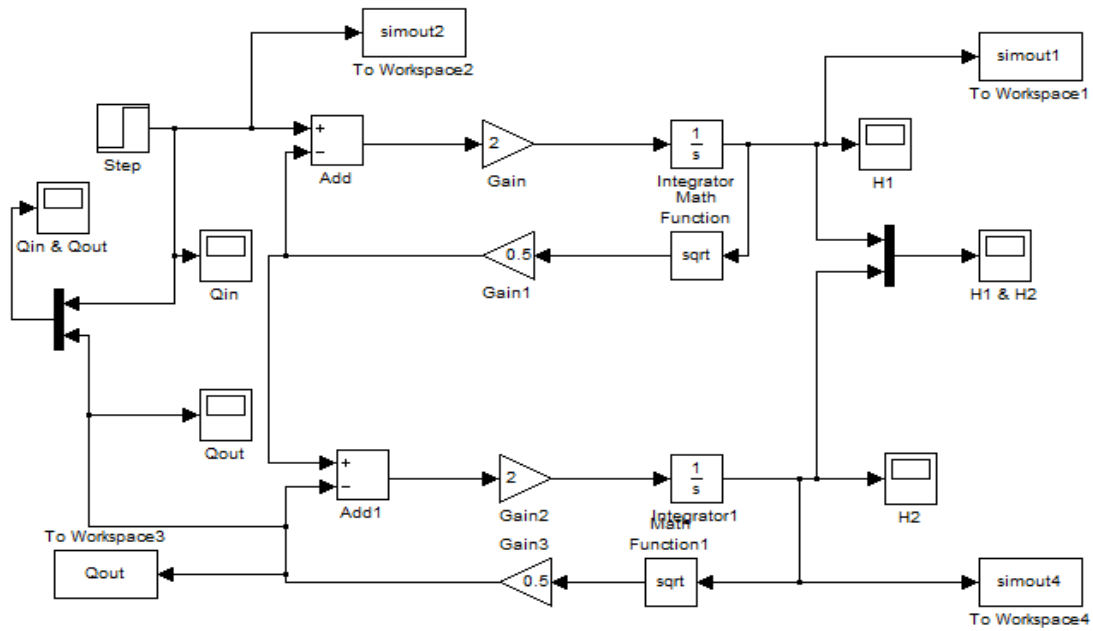 simout2
To Workspace2
simout1
To Workspace1
Step
+
−
Add
2
Gain
1
s
Integrator
H1
Math
Function
sqrt
0.5
Gain1
Qin & Qout
Qin
H1 & H2
Qout
+
−
Add1
2
Gain2
1
s
Integrator1
H2
Math
Function1
sqrt
Gain3
0.5
To Workspace3
Qout
simout4
To Workspace4